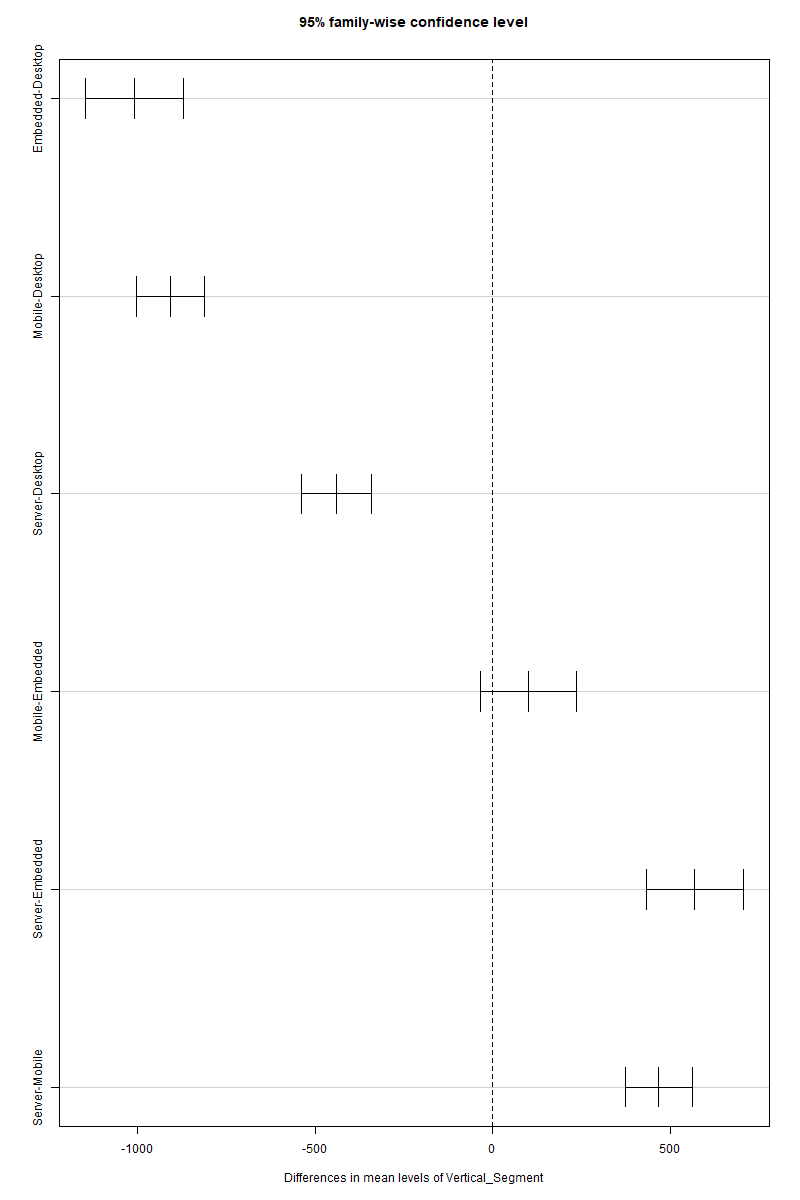 95% family-wise confidence level
Embedded-Desktop
Mobile-Desktop
Server-Desktop
Mobile-Embedded
Server-Embedded
Server-Mobile
-1000 -500 0 500
Differences in mean levels of Vertical_Segment